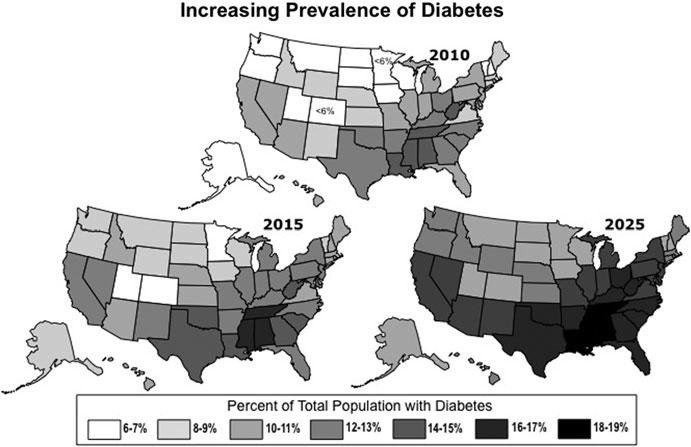 Increasing Prevalence of Diabetes
2010
<6%
<6%
2015
2025
Percent of Total Population with Diabetes
6-7% 8-9% 10-11% 12-13% 14-15% 16-17% 18-19%